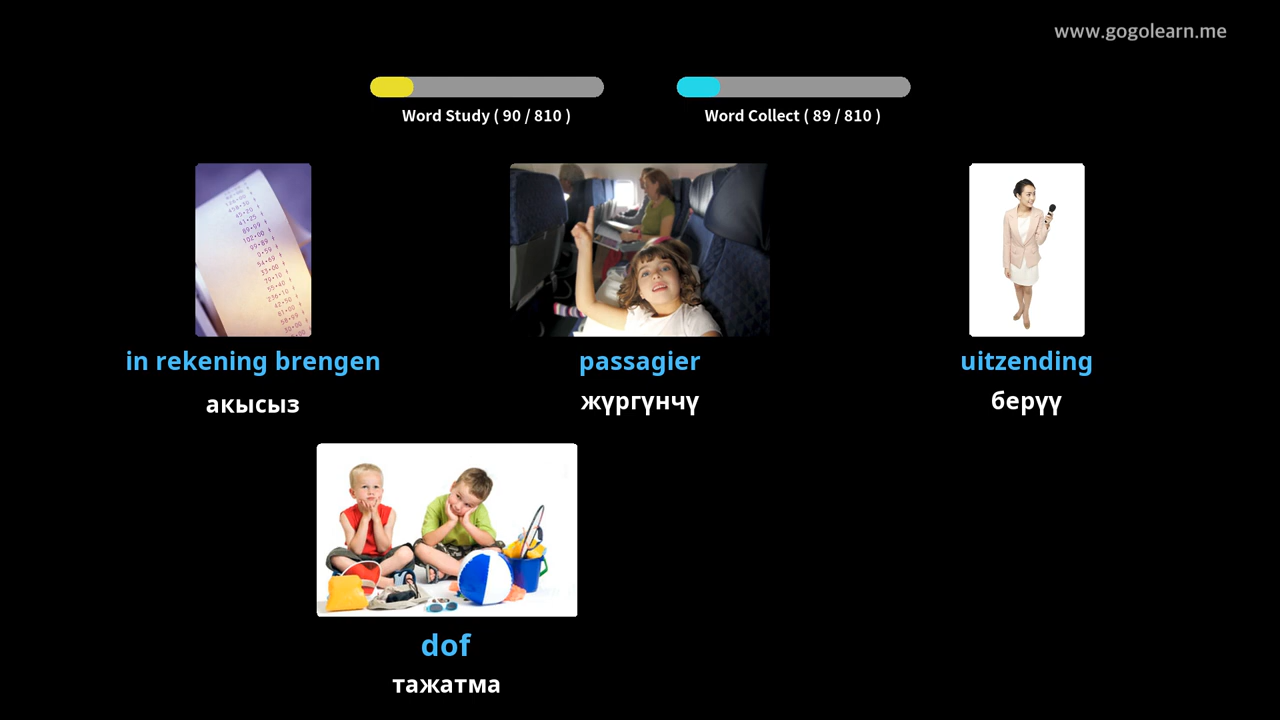 www.gogolearn.me
Word Study ( 90 / 810 )
Word Collect ( 89 / 810 )
in rekening brengen
акысыз
passagier
жүргүнчү
uitzending
берүү
dof
тажатма